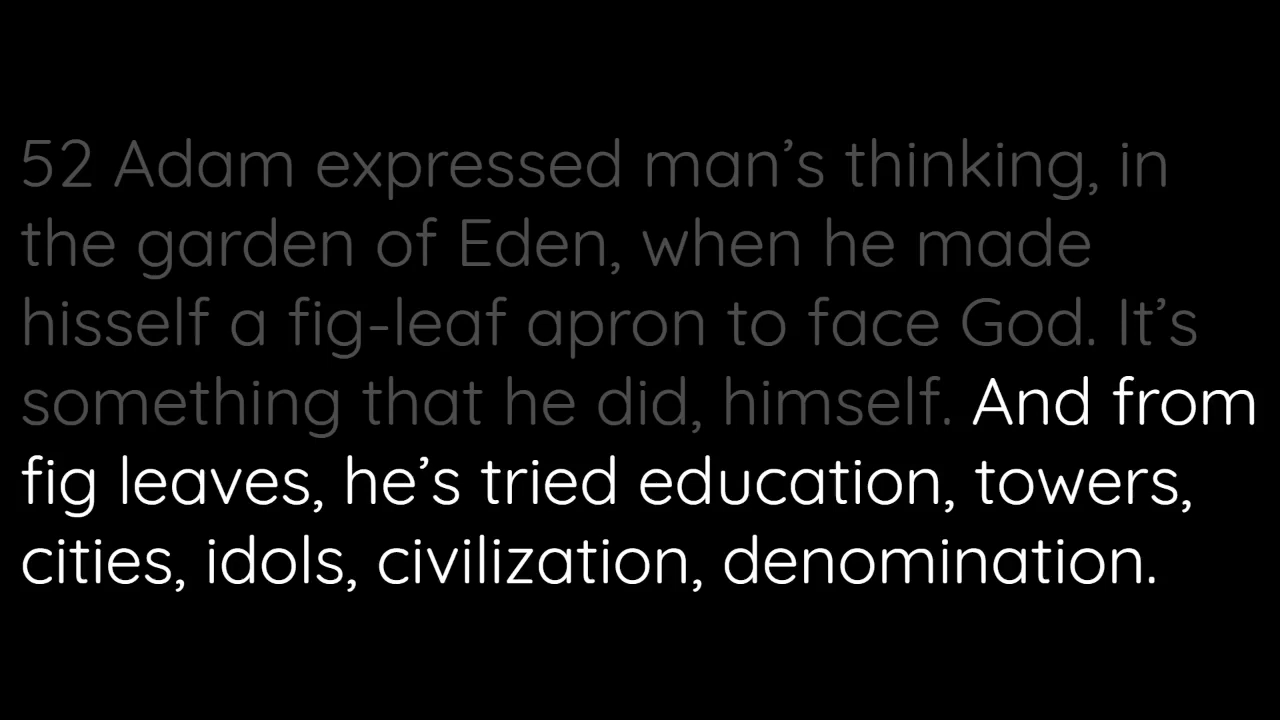 52 Adam expressed man’s thinking, in
the garden of Eden, when he made
hisself a fig-leaf apron to face God. It’s
something that he did, himself. And from
fig leaves, he’s tried education, towers,
cities, idols, civilization, denomination.